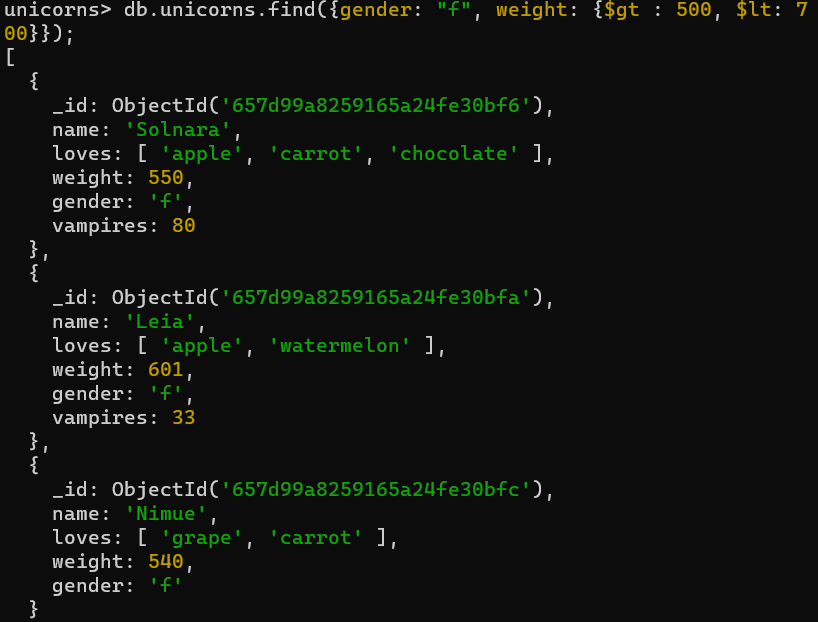 unicorns> db.unicorns.find({gender: "f", weight: {$gt : 500, $lt: 7
00}});
[
  {
    _id: ObjectId('657d99a8259165a24fe30bf6'),
    name: 'Solnara',
    loves: [ 'apple', 'carrot', 'chocolate' ],
    weight: 550,
    gender: 'f',
    vampires: 80
  },
  {
    _id: ObjectId('657d99a8259165a24fe30bfa'),
    name: 'Leia',
    loves: [ 'apple', 'watermelon' ],
    weight: 601,
    gender: 'f',
    vampires: 33
  },
  {
    _id: ObjectId('657d99a8259165a24fe30bfc'),
    name: 'Nimue',
    loves: [ 'grape', 'carrot' ],
    weight: 540,
    gender: 'f'
  }